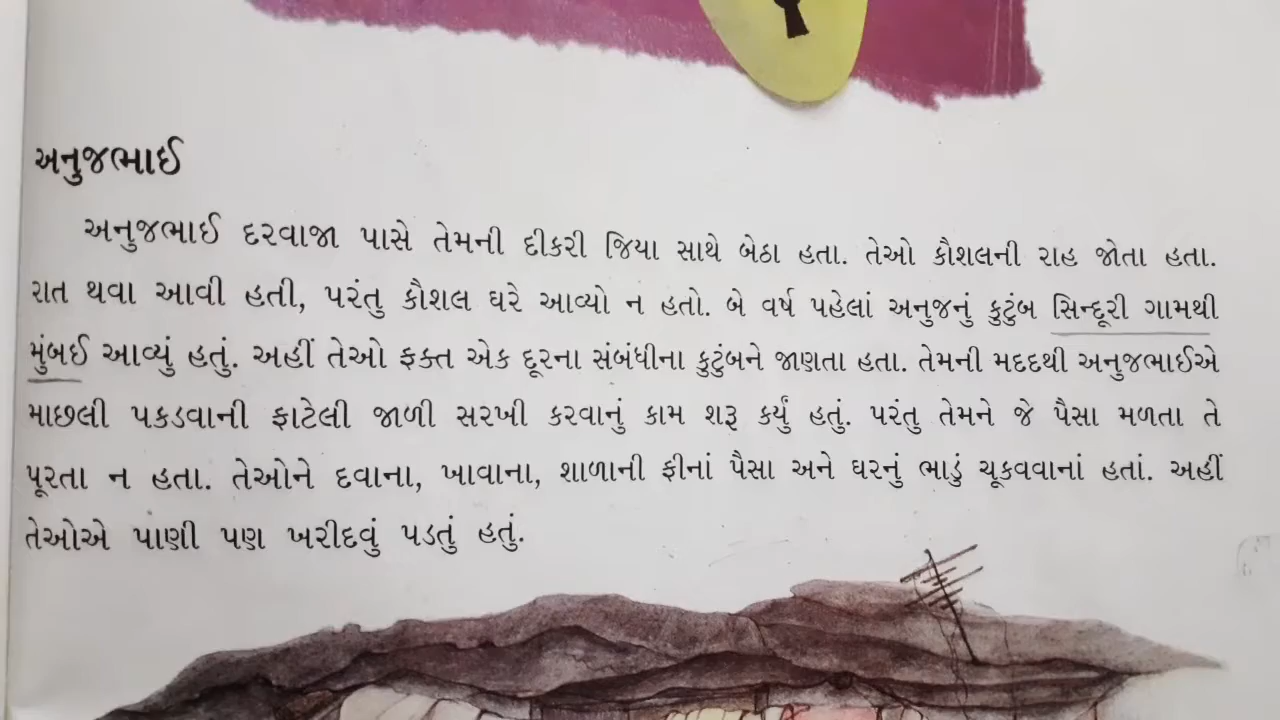 અનુજભાઈ
અનુજભાઈ દરવાજા પાસે તેમની દીકરી જિયા સાથે બેઠા હતા. તેઓ કૌશલની રાહ જોતા હતા.
રાત થવા આવી હતી, પરંતુ કૌશલ ઘરે આવ્યો ન હતો. બે વર્ષ પહેલાં અનુજનું કુટુંબ સિન્દૂરી ગામથી
મુંબઈ આવ્યું હતું. અહીં તેઓ ફક્ત એક દૂરના સંબંધીના કુટુંબને જાણતા હતા. તેમની મદદથી અનુજભાઈએ
માછલી પકડવાની ફાટેલી જાળી સરખી કરવાનું કામ શરૂ કર્યું હતું. પરંતુ તેમને જે પૈસા મળતા તે
પૂરતા ન હતા. તેઓને દવાના, ખાવાના, શાળાની ફીનાં પૈસા અને ઘરનું ભાડું ચૂકવવાનાં હતાં. અહીં
તેઓએ પાણી પણ ખરીદવું પડતું હતું.